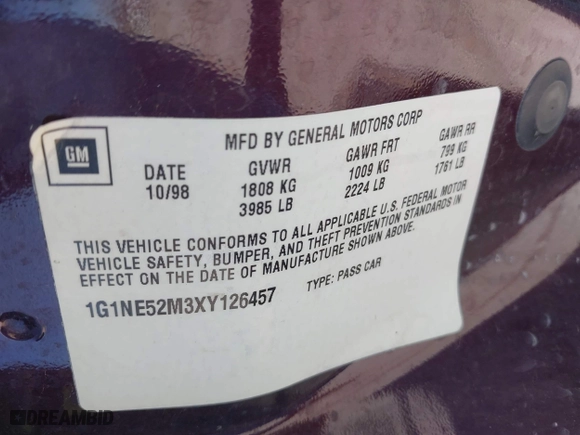 GM
MFD BY GENERAL MOTORS CORP
DATE GVWR GAWR FRT GAWR RR
10/98 1808 KG 1009 KG 799 KG
3985 LB 2224 LB 1761 LB
THIS VEHICLE CONFORMS TO ALL APPLICABLE U.S. FEDERAL MOTOR
VEHICLE SAFETY, BUMPER, AND THEFT PREVENTION STANDARDS IN
EFFECT ON THE DATE OF MANUFACTURE SHOWN ABOVE.
1G1NE52M3XY126457 TYPE: PASS CAR
DREAMBID